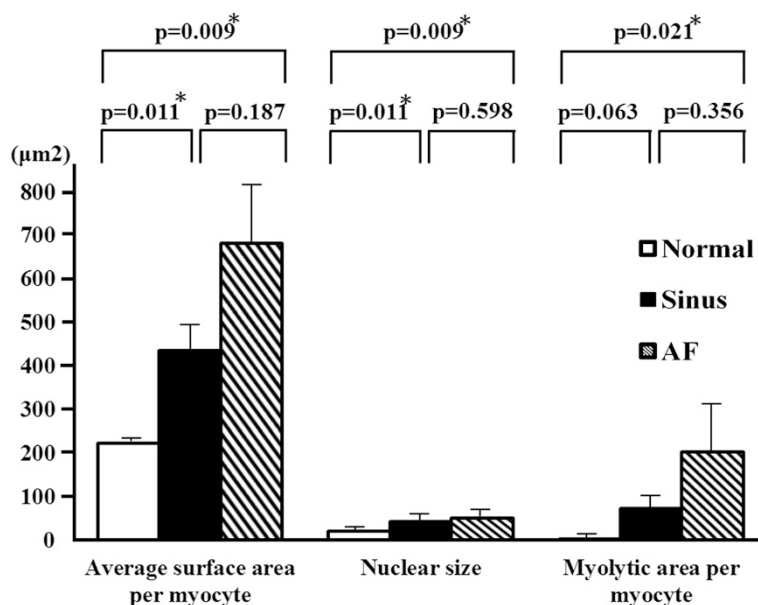 p=0.009* p=0.009* p=0.021*
p=0.011* p=0.187 p=0.011* p=0.598 p=0.063 p=0.356
(μm2)
800
700
600
500
400
300
200
100
0
Normal
Sinus
AF
Average surface area
per myocyte
Nuclear size
Myolytic area per
myocyte